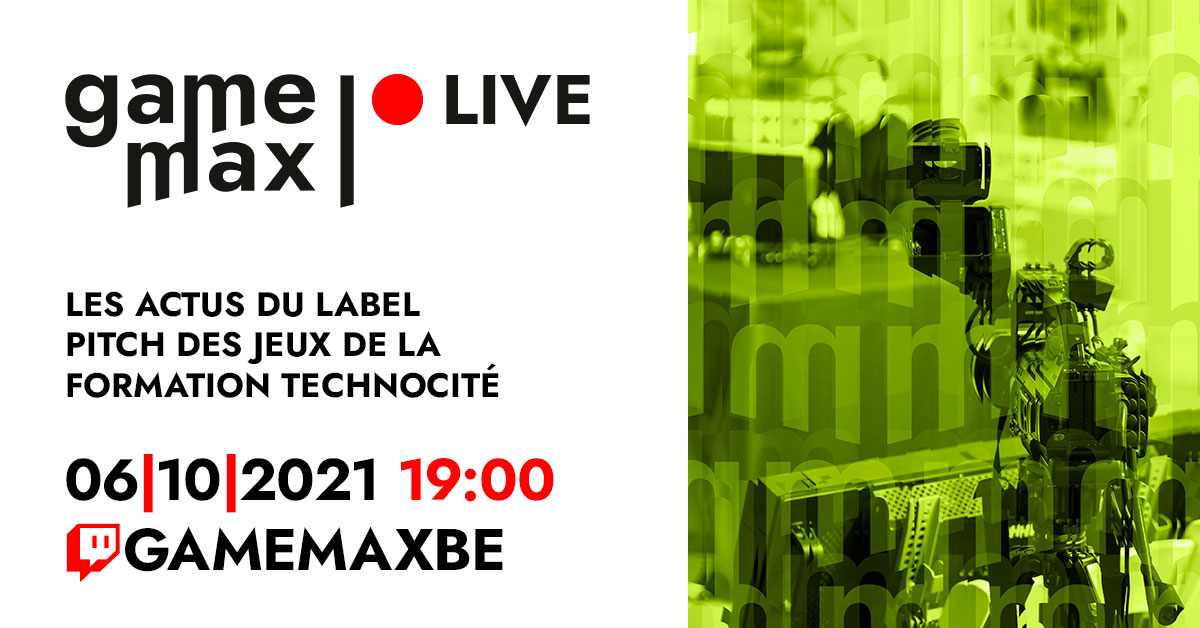 game
max
LIVE
LES ACTUS DU LABEL
PITCH DES JEUX DE LA
FORMATION TECHNOCITÉ
06|10|2021 19:00
GAMEMAXBE